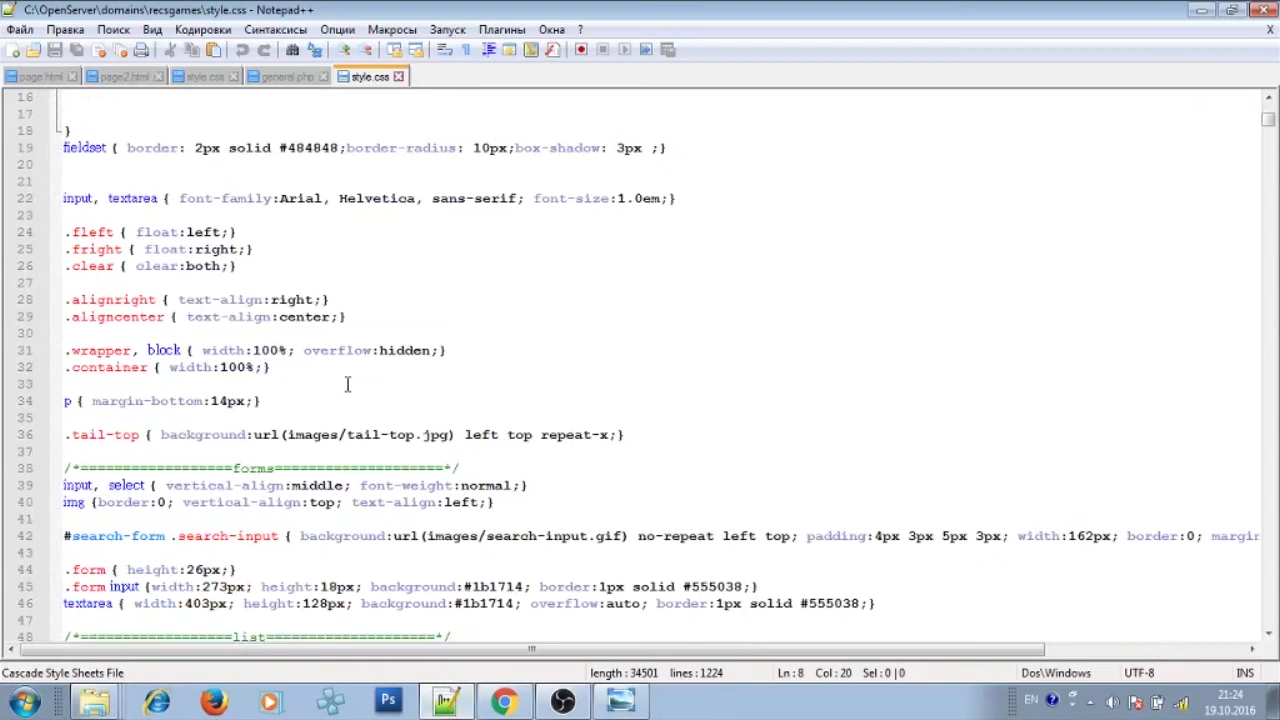 C:\OpenServer\domains\recsgames\style.css - Notepad++
Файл Правка Поиск Вид Кодировки Синтаксисы Опции Макросы Запуск Плагины Окна ? X
page.html page2.html style.css general.php style.css
16
17
18 }
19 fieldset { border: 2px solid #484848;border-radius: 10px;box-shadow: 3px ;}
20
21
22 input, textarea { font-family:Arial, Helvetica, sans-serif; font-size:1.0em;}
23
24 .fleft { float:left;}
25 .fright { float:right;}
26 .clear { clear:both;}
27
28 .alignright { text-align:right;}
29 .aligncenter { text-align:center;}
30
31 .wrapper, block { width:100%; overflow:hidden;}
32 .container { width:100%;}
33
34 p { margin-bottom:14px;}
35
36 .tail-top { background:url(images/tail-top.jpg) left top repeat-x;}
37
38 /*==================forms====================*/
39 input, select { vertical-align:middle; font-weight:normal;}
40 img {border:0; vertical-align:top; text-align:left;}
41
42 #search-form .search-input { background:url(images/search-input.gif) no-repeat left top; padding:4px 3px 5px 3px; width:162px; border:0; margin
43
44 .form { height:26px;}
45 .form input {width:273px; height:18px; background:#1b1714; border:1px solid #555038;}
46 textarea { width:403px; height:128px; background:#1b1714; overflow:auto; border:1px solid #555038;}
47
48 /*==================list====================*/
Cascade Style Sheets File length : 34501 lines : 1224 Ln : 8 Col : 20 Sel : 0 | 0 Dos\Windows UTF-8 INS
Ps EN 21:24
19.10.2016